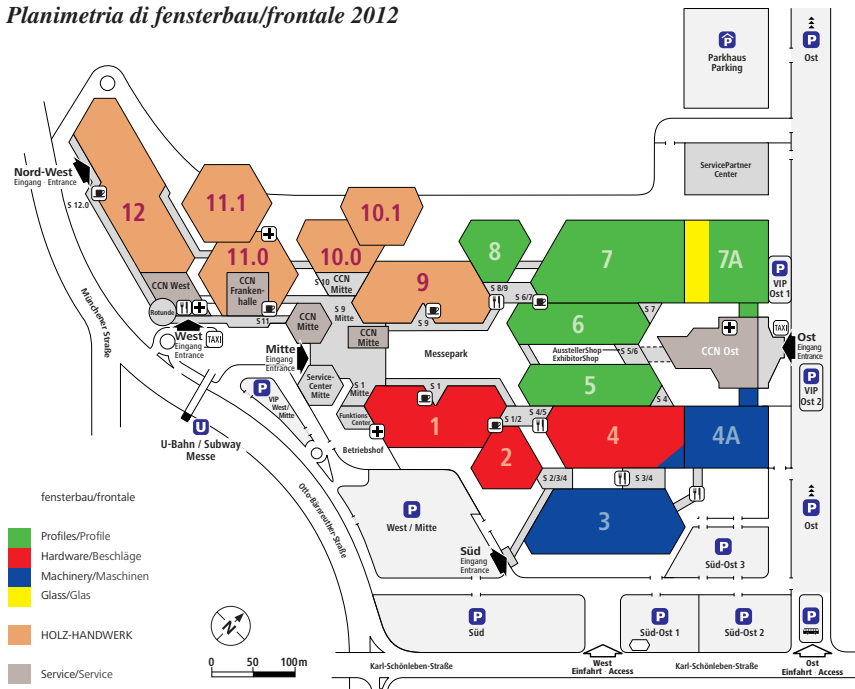 Planimetria di fensterbau/frontale 2012
P
Ost
P
Parkhaus
Parking
ServicePartner
Center
Nord-West
Eingang · Entrance
S 12.0
12
11.1
10.1
11.0
10.0
8
7
7A
9
CCN West
CCN
Franken-
halle
S 10
CCN
Mitte
S 8/9
S 6/7
P
VIP
Ost 1
Rotunde
S 11
CCN
Mitte
S 9
Mitte
S 9
CCN
Mitte
S 7
6
Münchener Straße
West
Eingang
Entrance
TAXI
Mitte
Eingang
Entrance
Messepark
AusstellerShop
ExhibitorShop
S 5/6
CCN Ost
TAXI
Ost
Eingang
Entrance
Service-
Center
Mitte
S 1
Mitte
S 1
5
S 4
P
VIP
Ost 2
P
VIP
West/
Mitte
Funktions
Center
1
S 1/2
S 4/5
4
4A
U
U-Bahn / Subway
Messe
Betriebshof
2
S 2/3/4
S 3/4
Otto-Bärnreuther-Straße
P
West / Mitte
3
P
Ost
fensterbau/frontale
Profiles/Profile
Hardware/Beschläge
Machinery/Maschinen
Glass/Glas
HOLZ-HANDWERK
Service/Service
Süd
Eingang
Entrance
P
Süd-Ost 3
N
0 50 100m
P
Süd
P
Süd-Ost 1
P
Süd-Ost 2
P
Karl-Schönleben-Straße
West
Einfahrt · Access
Karl-Schönleben-Straße
Ost
Einfahrt · Access